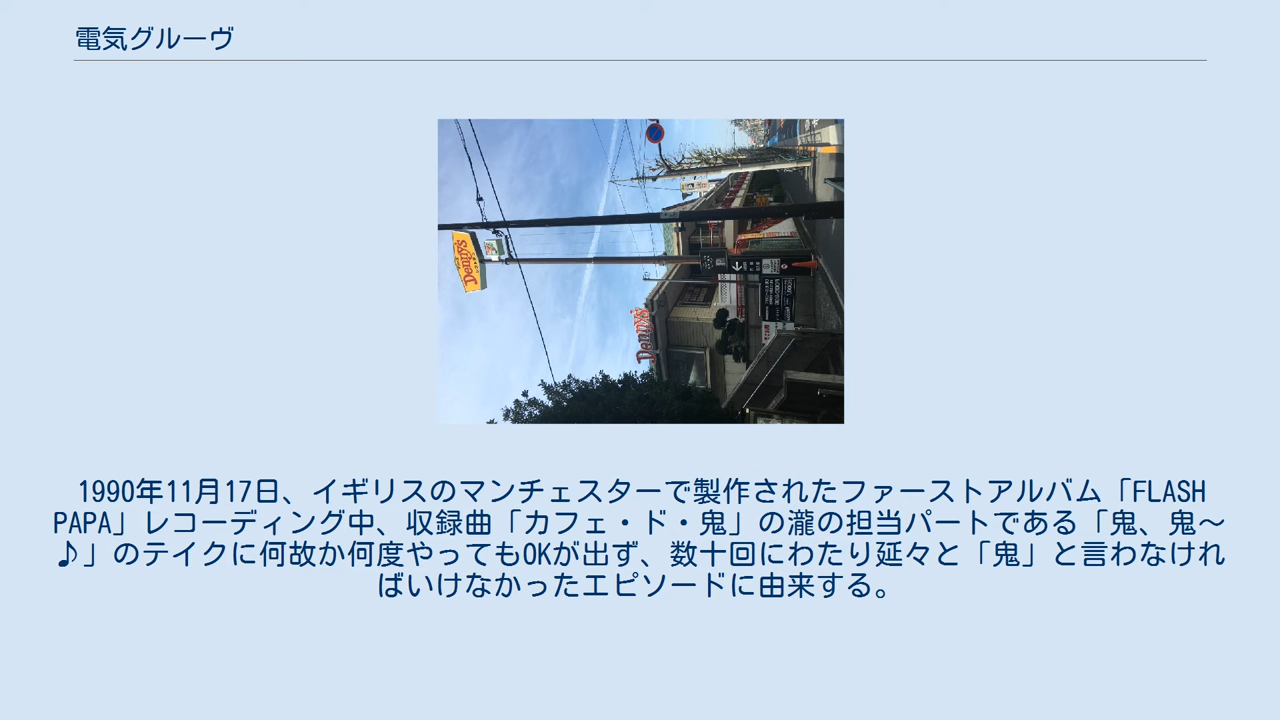 電気グルーヴ
Denny's
Denny's
1990年11月17日、イギリスのマンチェスターで製作されたファーストアルバム「FLASH
PAPA」レコーディング中、収録曲「カフェ・ド・鬼」の瀧の担当パートである「鬼、鬼～
♪」のテイクに何故か何度やってもOKが出ず、数十回にわたり延々と「鬼」と言わなけれ
ばいけなかったエピソードに由来する。